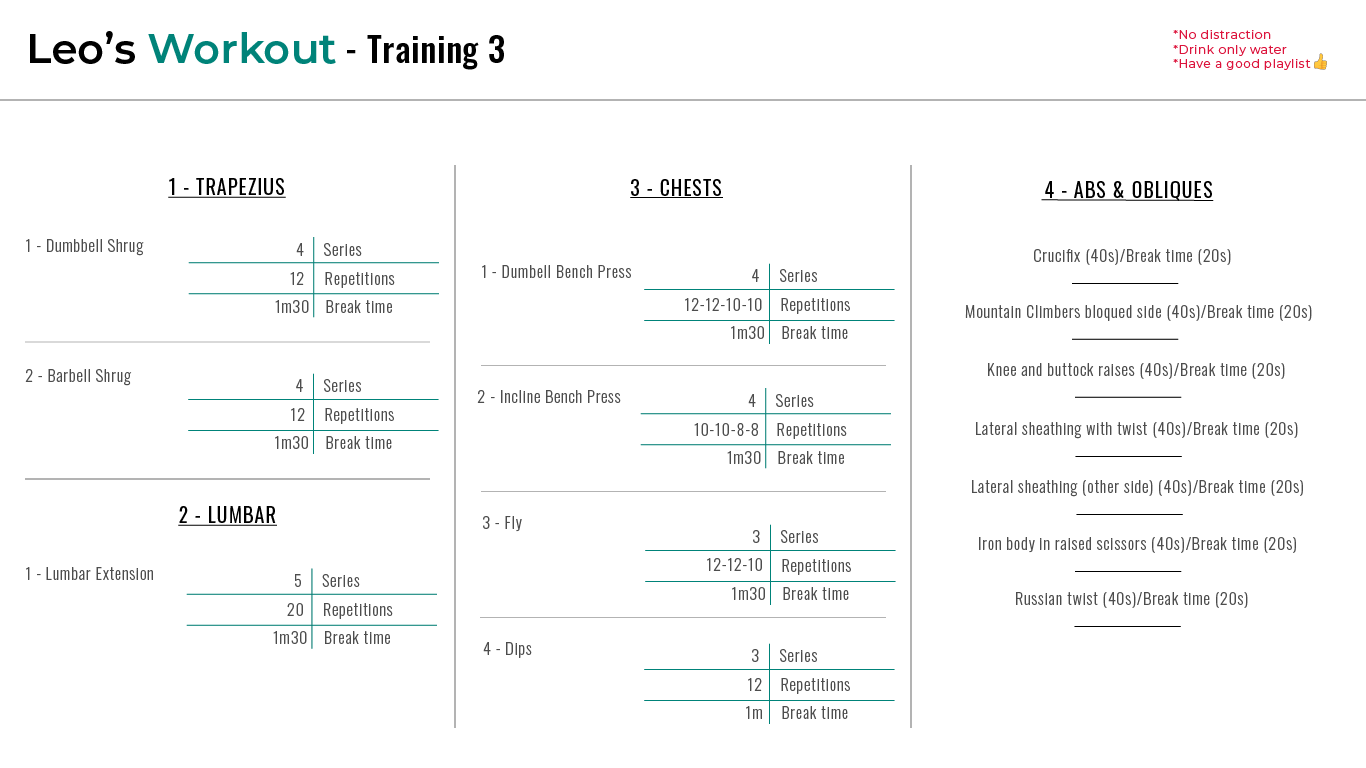 Leo's Workout - Training 3
*No distraction
*Drink only water
*Have a good playlist👍
1 - TRAPEZIUS
1 - Dumbbell Shrug
4 Series
12 Repetitions
1m30 Break time
2 - Barbell Shrug
4 Series
12 Repetitions
1m30 Break time
2 - LUMBAR
1 - Lumbar Extension
5 Series
20 Repetitions
1m30 Break time
3 - CHESTS
1 - Dumbell Bench Press
4 Series
12-12-10-10 Repetitions
1m30 Break time
2 - Incline Bench Press
4 Series
10-10-8-8 Repetitions
1m30 Break time
3 - Fly
3 Series
12-12-10 Repetitions
1m30 Break time
4 - Dips
3 Series
12 Repetitions
1m Break time
4 - ABS & OBLIQUES
Crucifix (40s)/Break time (20s)
Mountain Climbers bloqued side (40s)/Break time (20s)
Knee and buttock raises (40s)/Break time (20s)
Lateral sheathing with twist (40s)/Break time (20s)
Lateral sheathing (other side) (40s)/Break time (20s)
Iron body in raised scissors (40s)/Break time (20s)
Russian twist (40s)/Break time (20s)